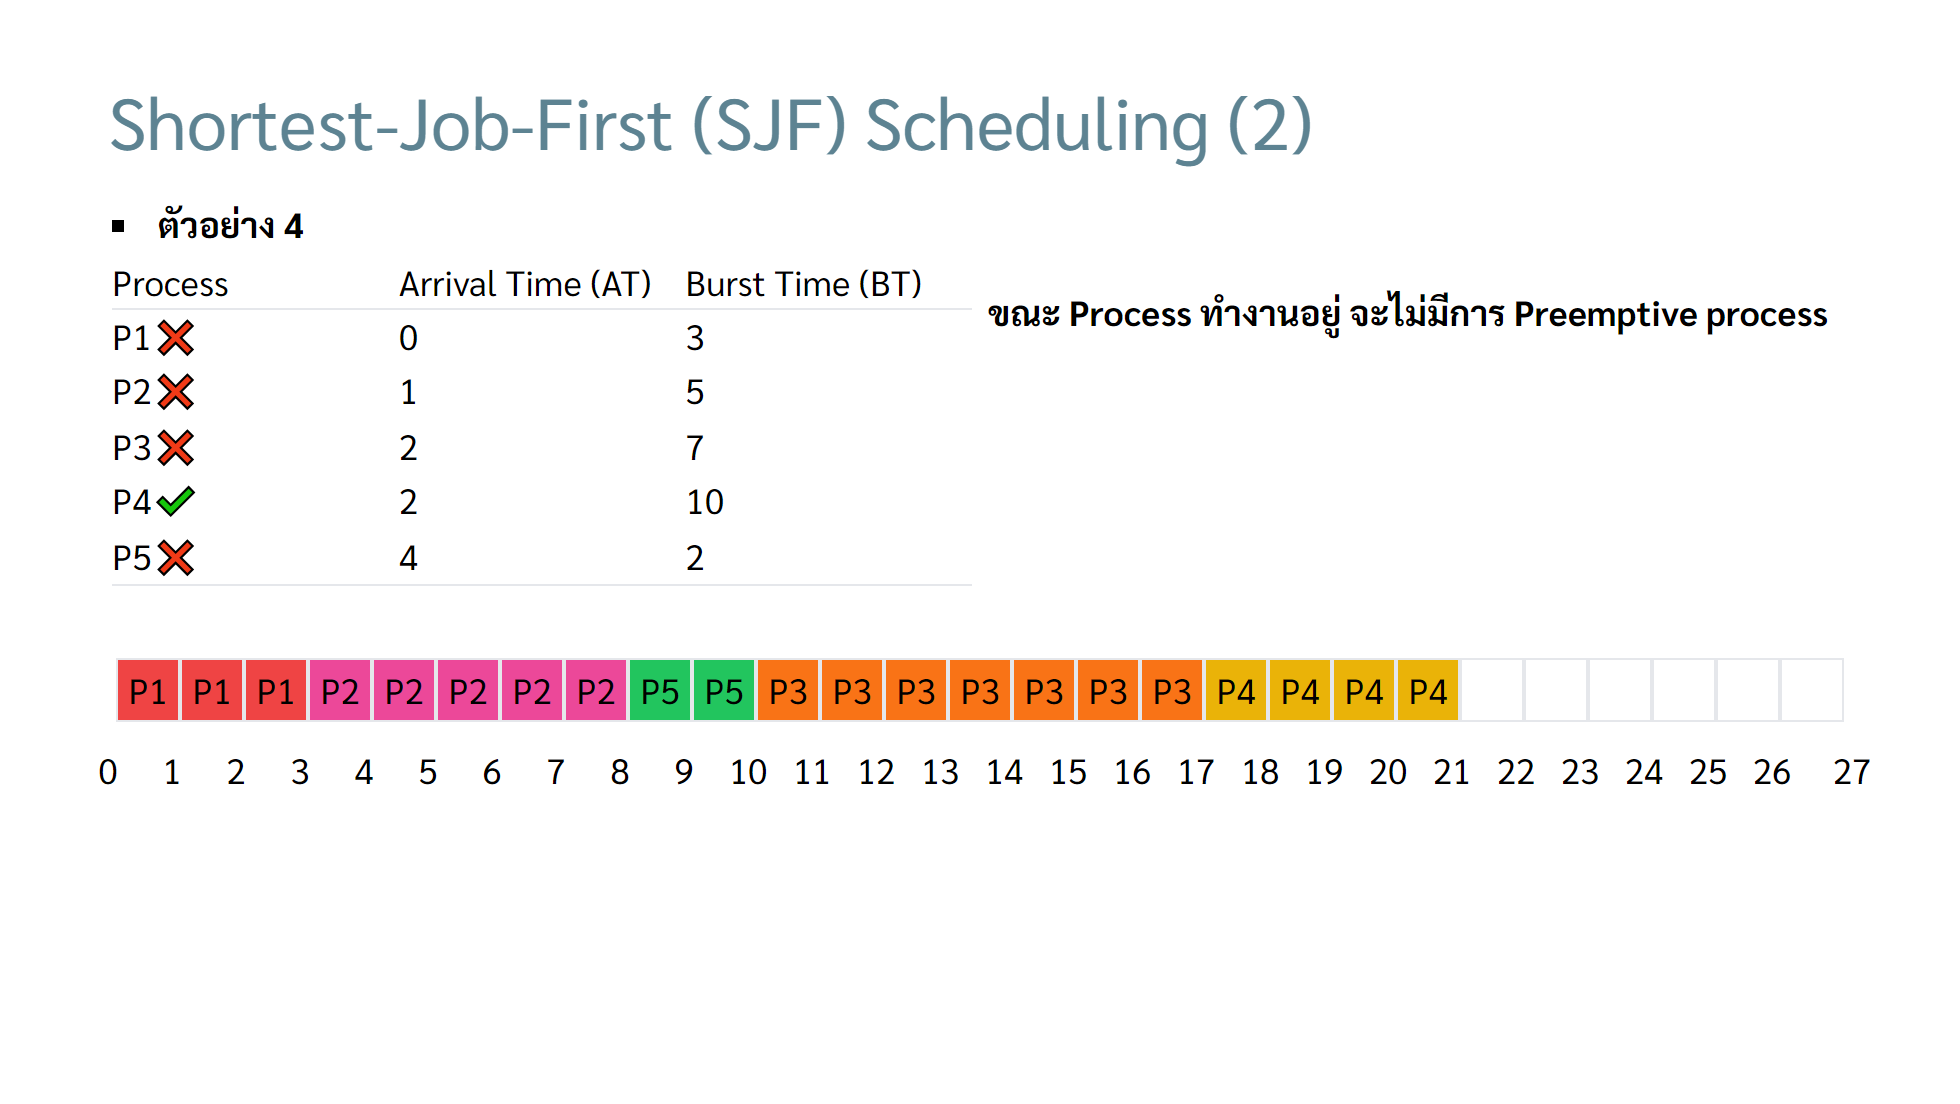 Shortest-Job-First (SJF) Scheduling (2)
ตัวอย่าง 4
Process Arrival Time (AT) Burst Time (BT)
ขณะ Process ทำงานอยู่ จะไม่มีการ Preemptive process
P1 0 3
P2 1 5
P3 2 7
P4 2 10
P5 4 2
P1 P1 P1 P2 P2 P2 P2 P2 P5 P5 P3 P3 P3 P3 P3 P3 P3 P4 P4 P4 P4
0 1 2 3 4 5 6 7 8 9 10 11 12 13 14 15 16 17 18 19 20 21 22 23 24 25 26 27